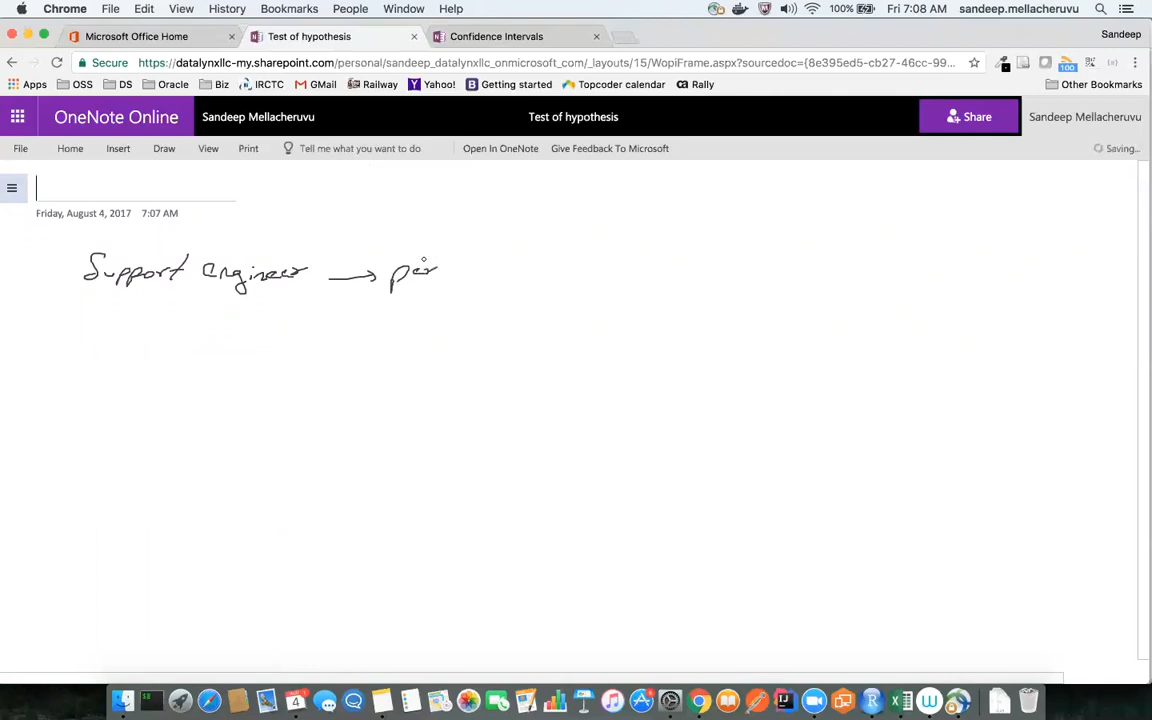 Chrome File Edit View History Bookmarks People Window Help 100% Fri 7:08 AM sandeep.mellacheruvu
Microsoft Office Home Test of hypothesis Confidence Intervals Sandeep
Secure https://datalynxllc-my.sharepoint.com/personal/sandeep_datalynxllc_onmicrosoft_com/_layouts/15/WopiFrame.aspx?sourcedoc={8e395ed5-cb27-46cc-99... 100
Apps OSS DS Oracle Biz IRCTC GMail Railway Yahoo! Getting started Topcoder calendar Rally Other Bookmarks
OneNote Online Sandeep Mellacheruvu Test of hypothesis Share Sandeep Mellacheruvu
File Home Insert Draw View Print Tell me what you want to do Open In OneNote Give Feedback To Microsoft Saving...
Friday, August 4, 2017 7:07 AM
Support engineer → per